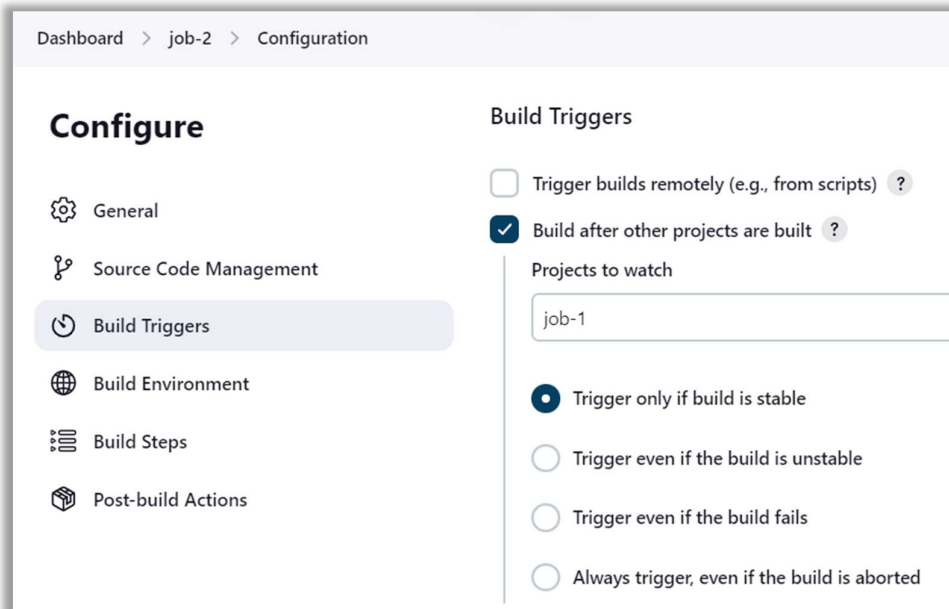 Dashboard > job-2 > Configuration
Configure
General
Source Code Management
Build Triggers
Build Environment
Build Steps
Post-build Actions
Build Triggers
Trigger builds remotely (e.g., from scripts) ?
Build after other projects are built ?
Projects to watch
job-1
Trigger only if build is stable
Trigger even if the build is unstable
Trigger even if the build fails
Always trigger, even if the build is aborted